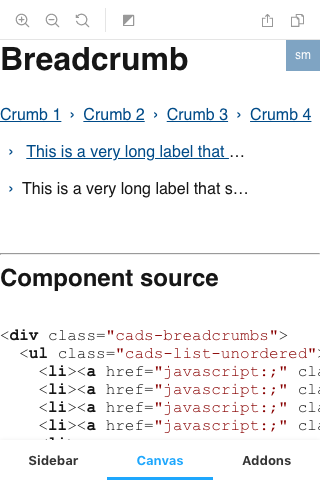 Breadcrumb
sm
Crumb 1 › Crumb 2 › Crumb 3 › Crumb 4
› This is a very long label that …
› This is a very long label that s…
Component source
<div class="cads-breadcrumbs">
<ul class="cads-list-unordered">
<li><a href="javascript:;" cla
<li><a href="javascript:;" cla
<li><a href="javascript:;" cla
<li><a href="javascript:;" cla
Sidebar Canvas Addons